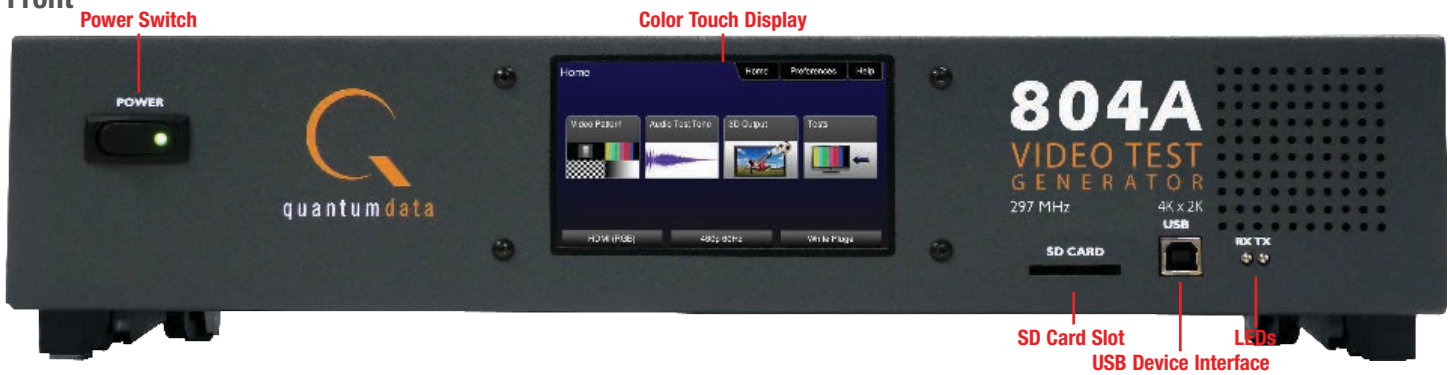 Front
Power Switch
Color Touch Display
POWER
quantumdata
Home
Home Preferences Help
Video Pattern
Audio Test Tone
3D Output
Tests
HDMI (RGB)
480p 60Hz
White Pluge
804A
VIDEO TEST
GENERATOR
297 MHz
4K x 2K
USB
SD CARD
RX TX
SD Card Slot
LEDs
USB Device Interface